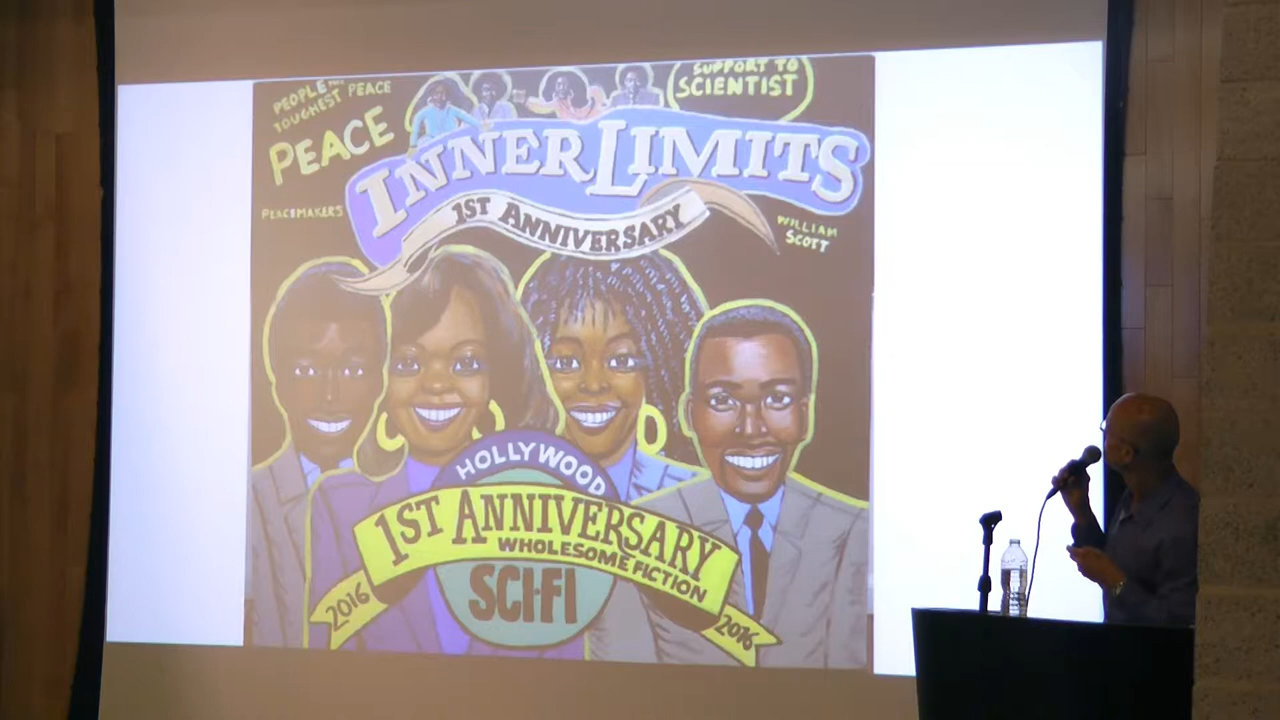 PEOPLE THE
TOUGHEST PEACE
PEACE
PEACEMAKERS
SUPPORT TO
SCIENTIST
INNER LIMITS
1ST ANNIVERSARY
WILLIAM
SCOTT
HOLLYWOOD
1ST ANNIVERSARY
WHOLESOME FICTION
SCI-FI
2016
2016